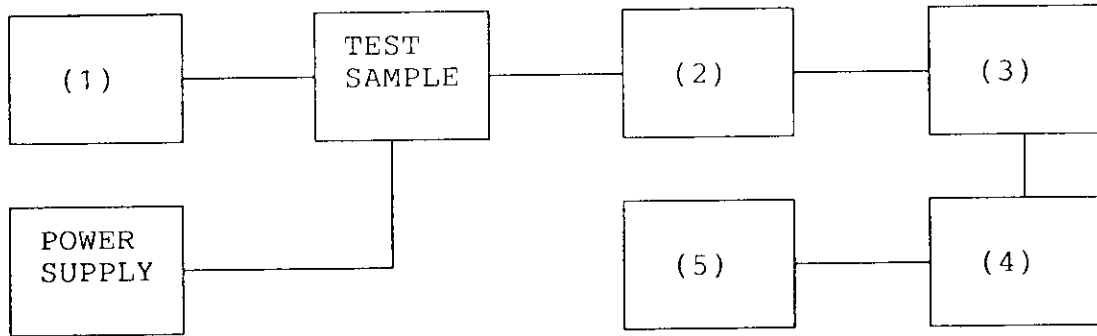 (1)
TEST
SAMPLE
(2)
(3)
POWER
SUPPLY
(5)
(4)